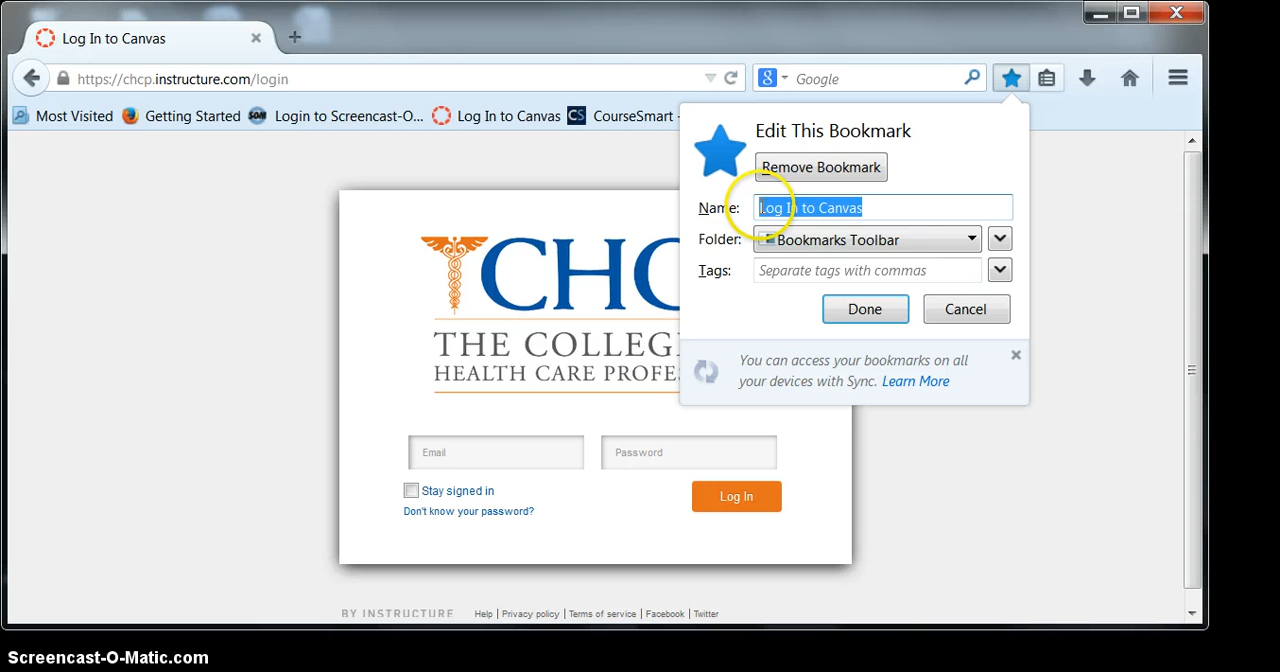 Log In to Canvas
https://chcp.instructure.com/login
8
Google
Most Visited Getting Started SOM Login to Screencast-O... Log In to Canvas CS CourseSmart -
Edit This Bookmark
Remove Bookmark
Name: Log In to Canvas
Folder: Bookmarks Toolbar
Tags: Separate tags with commas
Done Cancel
You can access your bookmarks on all
your devices with Sync. Learn More
CHC
THE COLLEG
HEALTH CARE PROFE
Email Password
Stay signed in
Log In
Don't know your password?
BY INSTRUCTURE Help | Privacy policy | Terms of service | Facebook | Twitter
Screencast-O-Matic.com